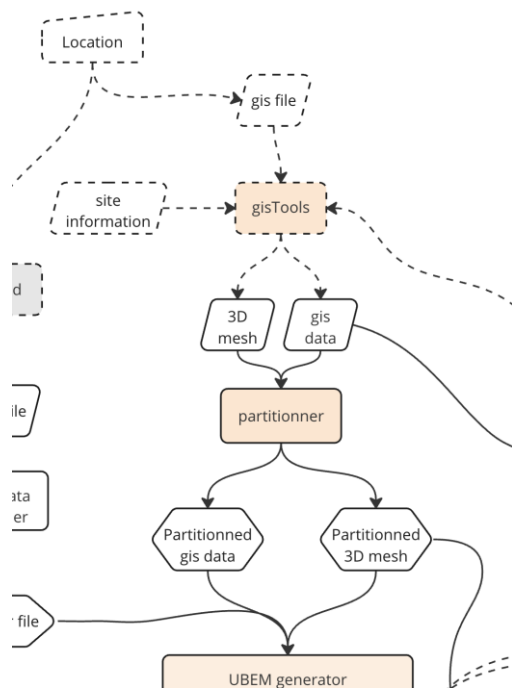 Location
gis file
site
information
gisTools
d
3D
mesh
gis
data
ile
partitionner
ata
er
Partitionned
gis data
Partitionned
3D mesh
file
UBEM generator